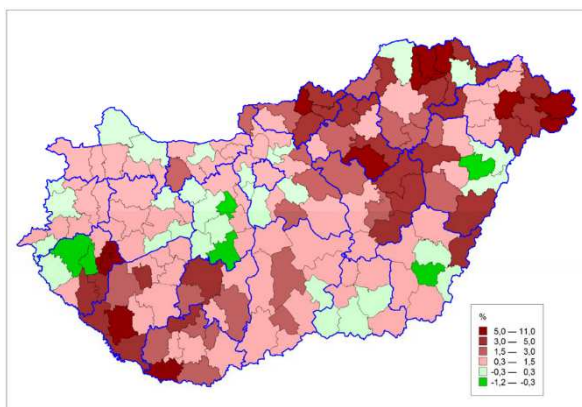 %
5,0 — 11,0
3,0 — 5,0
1,5 — 3,0
0,3 — 1,5
-0,3 — 0,3
-1,2 — -0,3